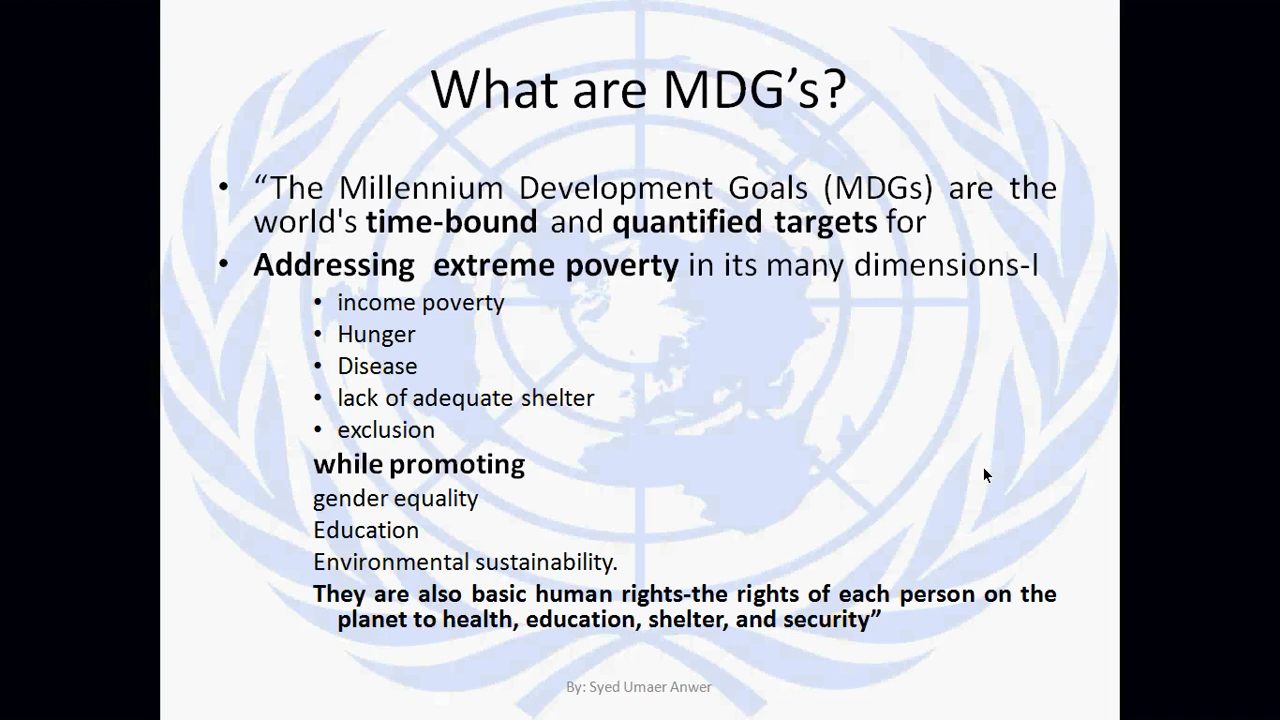 What are MDG’s?
• “The Millennium Development Goals (MDGs) are the
world's time-bound and quantified targets for
• Addressing extreme poverty in its many dimensions-I
• income poverty
• Hunger
• Disease
• lack of adequate shelter
• exclusion
while promoting
gender equality
Education
Environmental sustainability.
They are also basic human rights-the rights of each person on the
planet to health, education, shelter, and security”
By: Syed Umaer Anwer